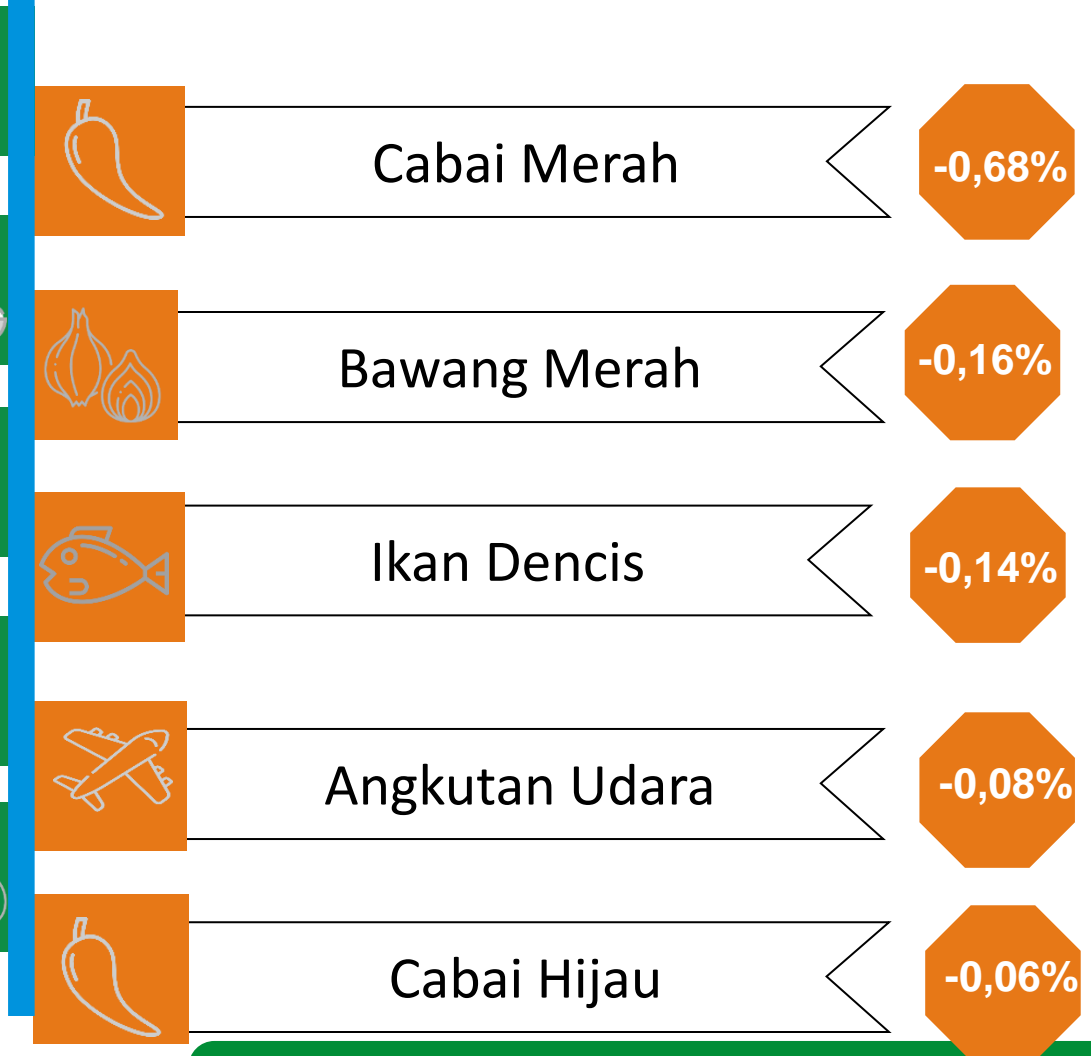 Cabai Merah
-0,68%
Bawang Merah
-0,16%
Ikan Dencis
-0,14%
Angkutan Udara
-0,08%
Cabai Hijau
-0,06%